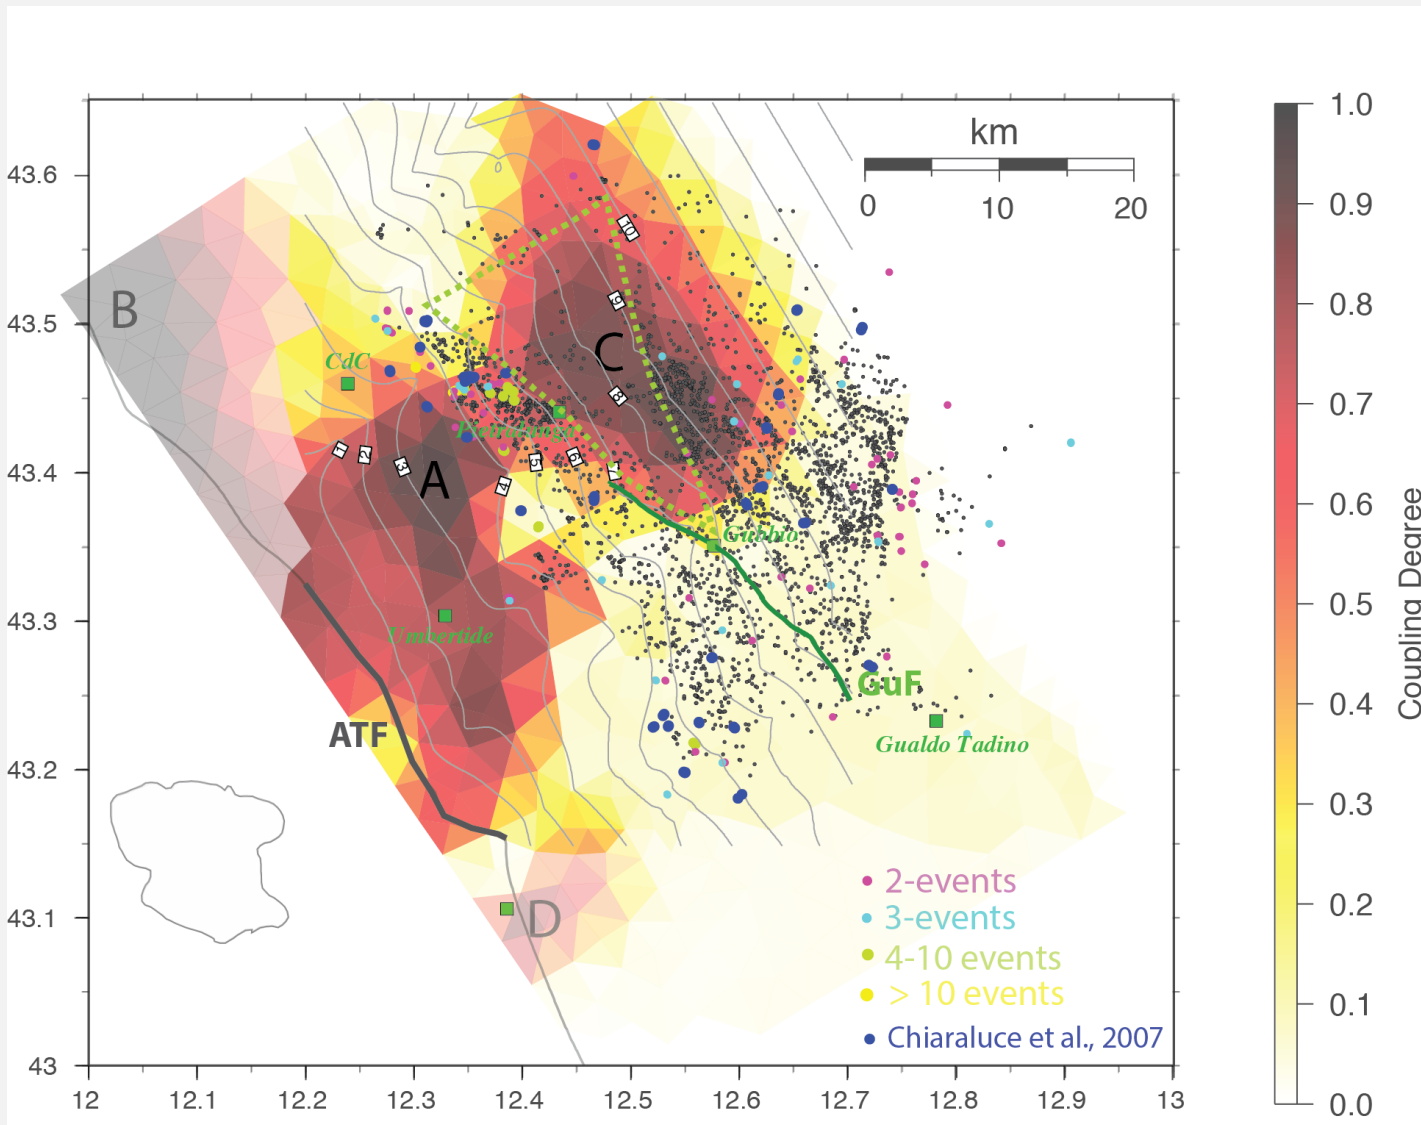 km
0 10 20
43.6
43.5
43.4
43.3
43.2
43.1
43
12 12.1 12.2 12.3 12.4 12.5 12.6 12.7 12.8 12.9 13
B
CdC
C
A
D
10
9
8
1 2 3 4 5 6 7
Pietralunga
Gubbio
Umbertide
ATF
GuF
Gualdo Tadino
2-events
3-events
4-10 events
> 10 events
Chiaraluce et al., 2007
1.0
0.9
0.8
0.7
0.6
0.5
0.4
0.3
0.2
0.1
0.0
Coupling Degree